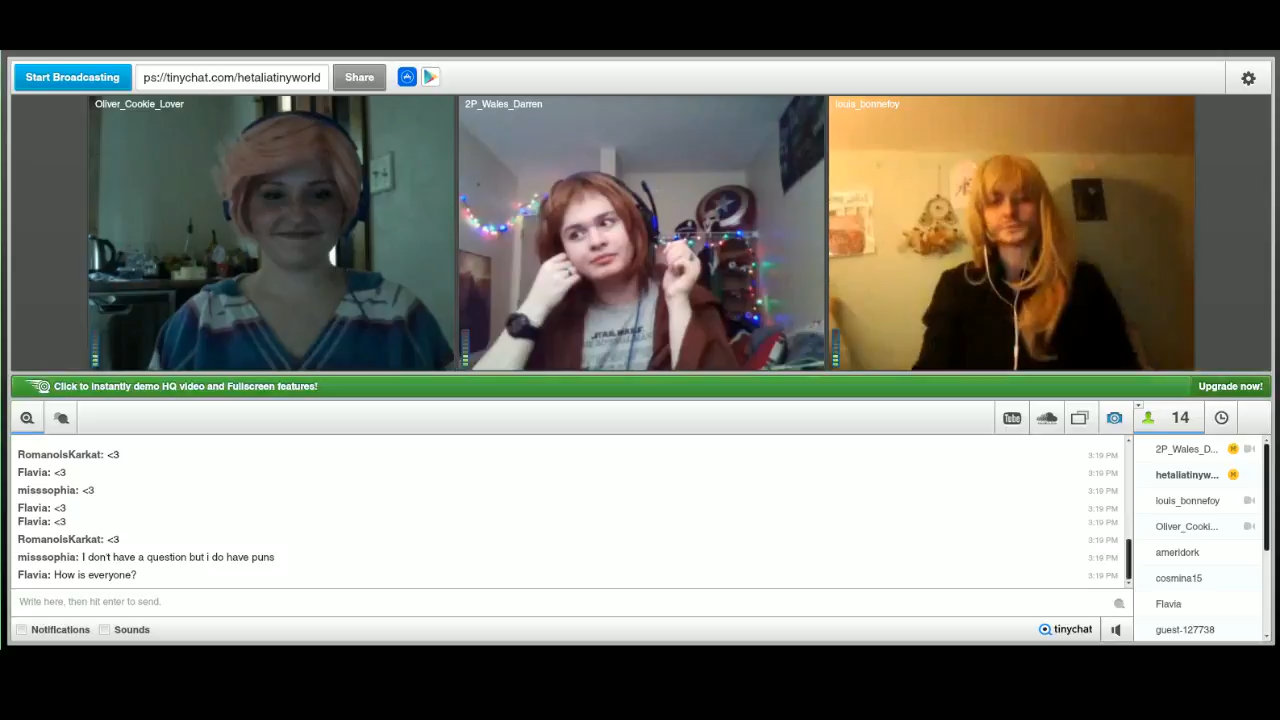 Start Broadcasting
ps://tinychat.com/hetaliatinyworld
Share
Oliver_Cookie_Lover
2P_Wales_Darren
louis_bonnefoy
STAR WARS
Click to instantly demo HQ video and Fullscreen features!
Upgrade now!
You Tube
14
RomanoIsKarkat: <3 3:19 PM
Flavia: <3 3:19 PM
misssophia: <3 3:19 PM
Flavia: <3 3:19 PM
Flavia: <3 3:19 PM
RomanoIsKarkat: <3 3:19 PM
misssophia: I don't have a question but i do have puns 3:19 PM
Flavia: How is everyone? 3:19 PM
2P_Wales_D... M
hetaliatinyw... M
louis_bonnefoy
Oliver_Cooki...
ameridork
cosmina15
Flavia
guest-127738
Write here, then hit enter to send.
Notifications
Sounds
tinychat